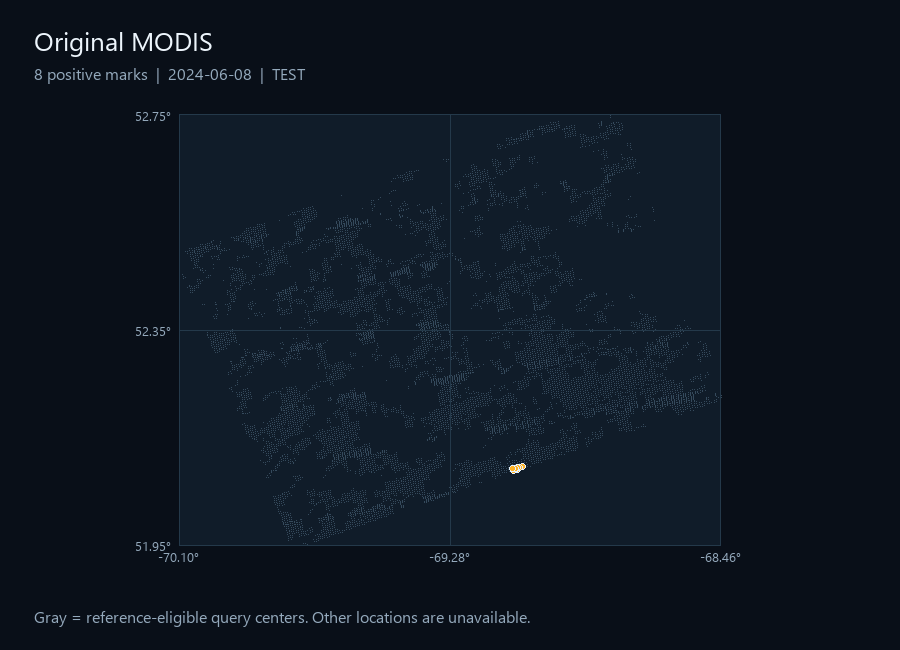 Original MODIS
8 positive marks | 2024-06-08 | TEST
52.75°
52.35°
51.95°
-70.10°
-69.28°
-68.46°
Gray = reference-eligible query centers. Other locations are unavailable.